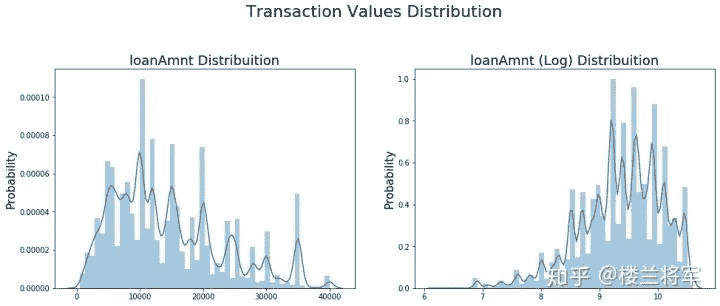 Transaction Values Distribution
loanAmnt Distribuition
loanAmnt (Log) Distribuition
Probability
0.00010
0.00008
0.00006
0.00004
0.00002
0.00000
0 10000 20000 30000 40000
Probability
1.0
0.8
0.6
0.4
0.2
0.0
6 7 8 9 10
知乎 @楼兰将军